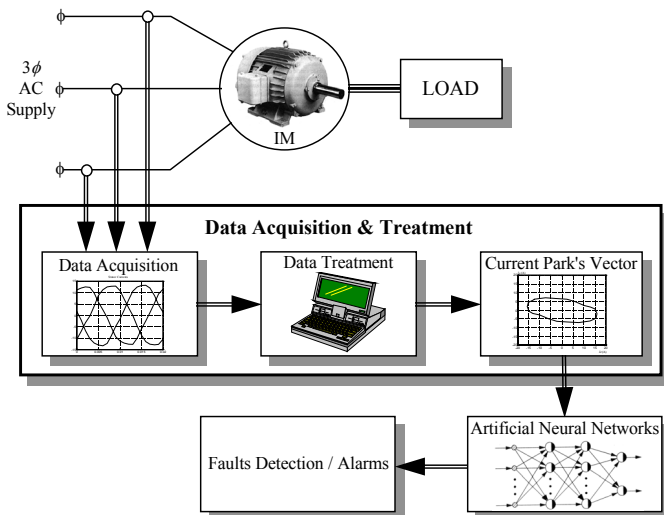 3ϕ
AC
Supply
IM
LOAD
Data Acquisition & Treatment
Data Acquisition
Data Treatment
Current Park's Vector
Artificial Neural Networks
Faults Detection / Alarms